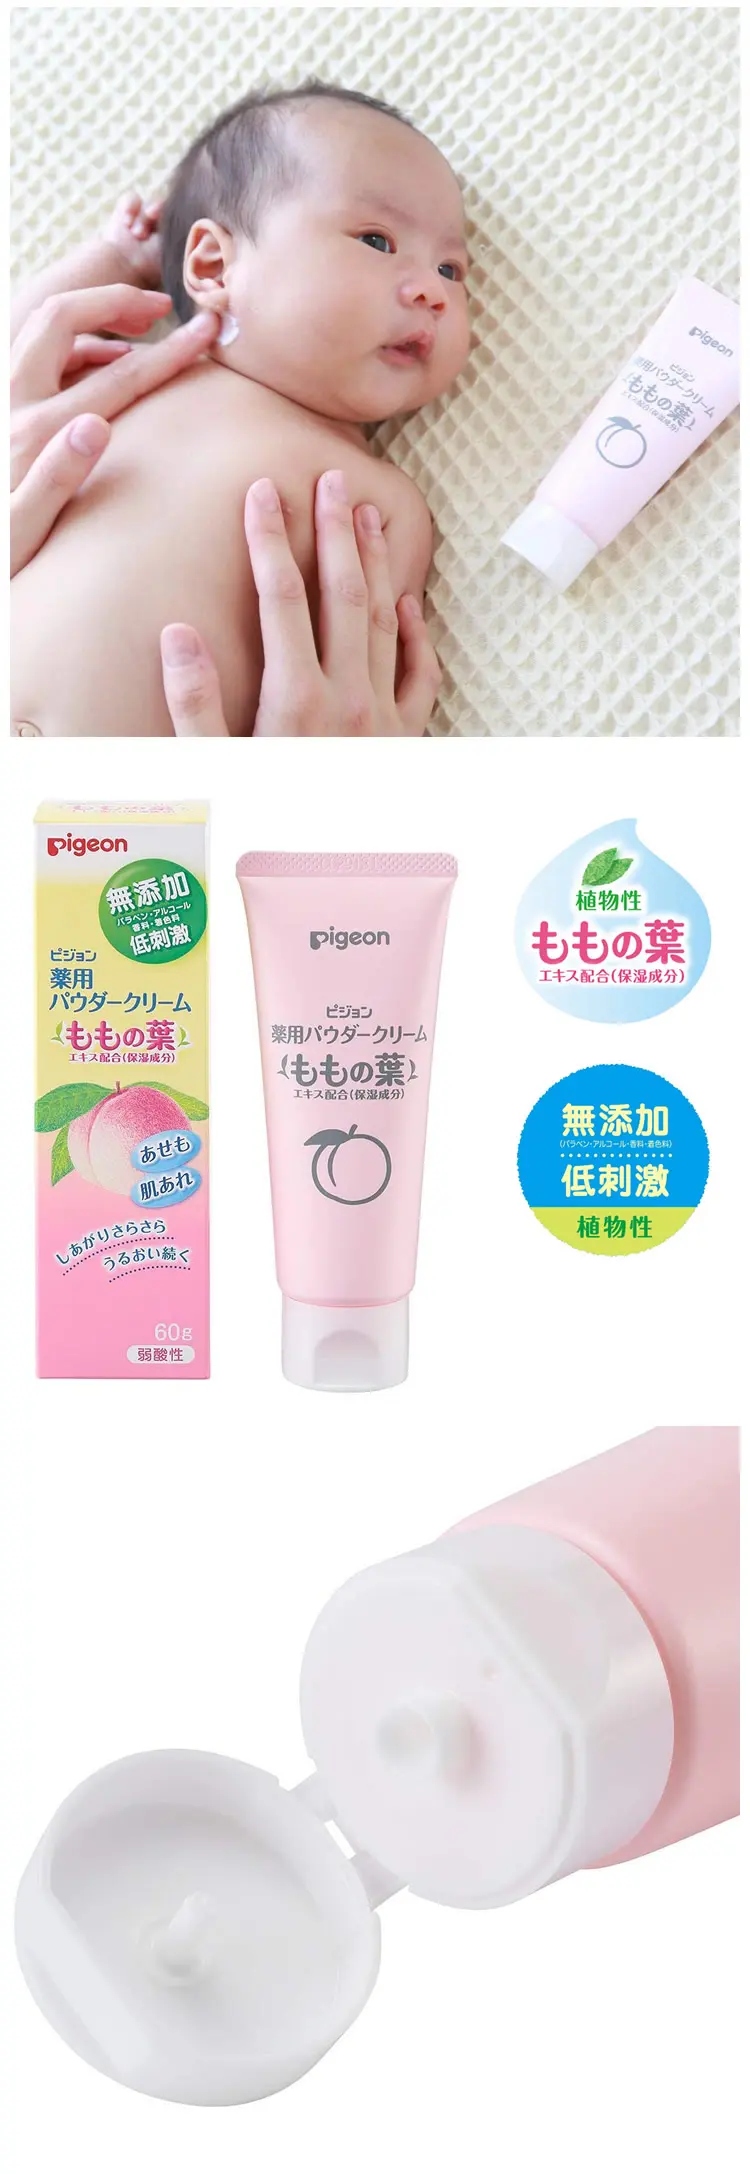 pigeon
ピジョン
薬用パウダークリーム
ももの葉
エキス配合(保湿成分)
ももの葉
pigeon
無添加
パラベン・アルコール
香料・着色料
低刺激
ピジョン
薬用
パウダークリーム
ももの葉
エキス配合(保湿成分)
あせも
肌あれ
しあがりさらさら
うるおい続く
60g
弱酸性
pigeon
ピジョン
薬用パウダークリーム
ももの葉
エキス配合(保湿成分)
植物性
ももの葉
エキス配合(保湿成分)
無添加
(パラベン・アルコール・香料・着色料)
低刺激
植物性